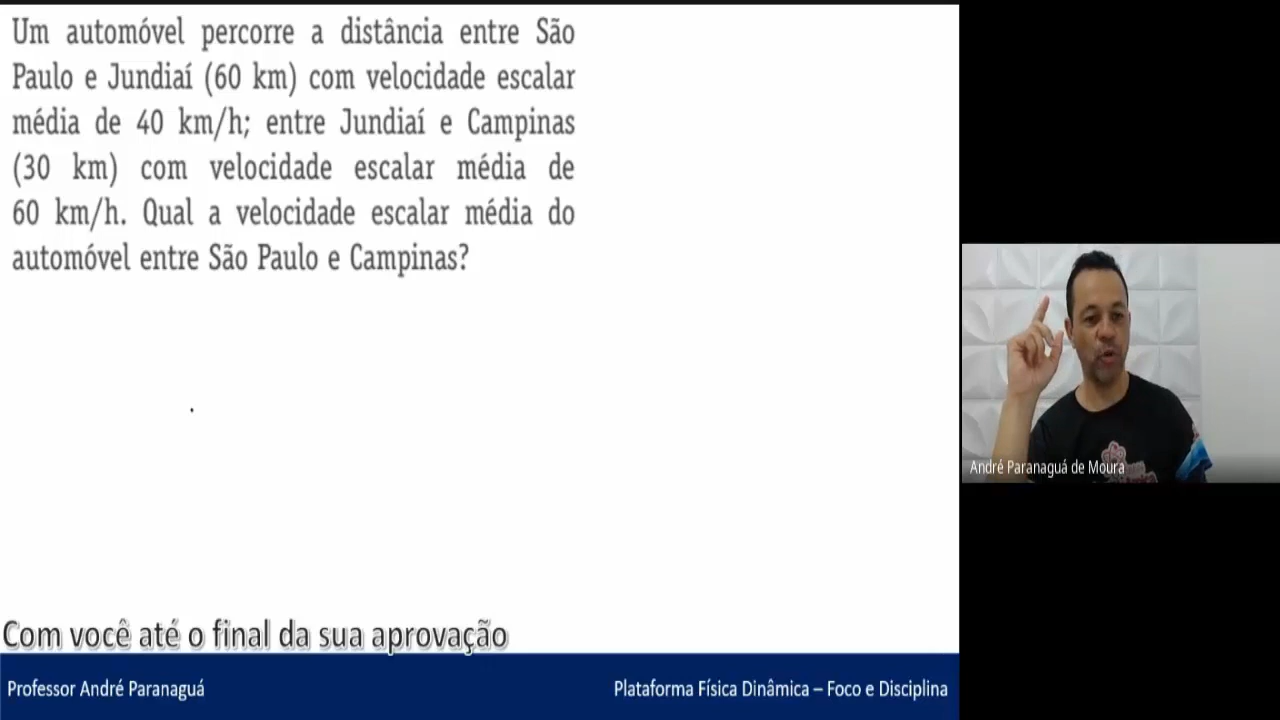 Um automóvel percorre a distância entre São
Paulo e Jundiaí (60 km) com velocidade escalar
média de 40 km/h; entre Jundiaí e Campinas
(30 km) com velocidade escalar média de
60 km/h. Qual a velocidade escalar média do
automóvel entre São Paulo e Campinas?
André Paranaguá de Moura
Com você até o final da sua aprovação
Professor André Paranaguá
Plataforma Física Dinâmica – Foco e Disciplina